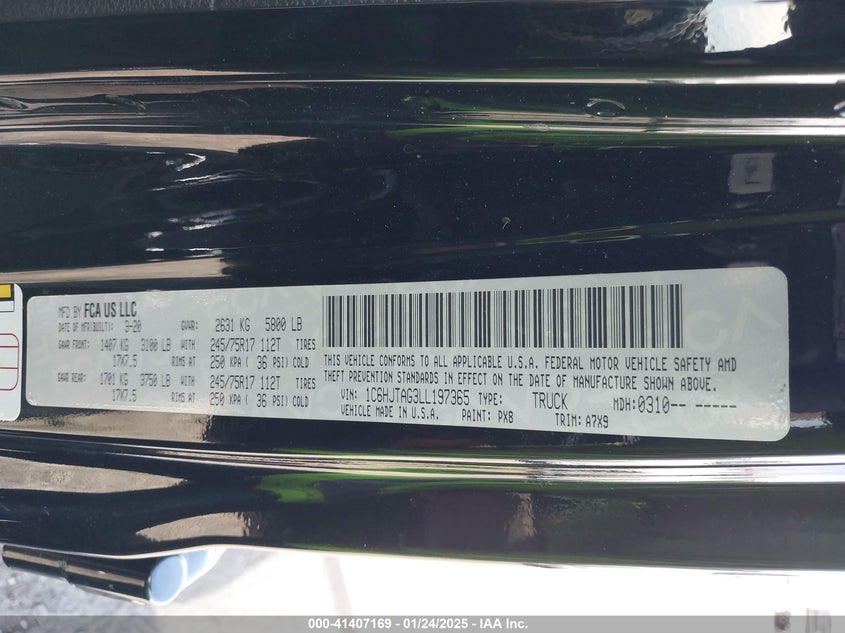 MFD BY FCA US LLC
DATE OF MFR(BUILT): 3-20 GVWR: 2631 KG 5800 LB
GAWR FRONT: 1407 KG 3100 LB WITH 245/75R17 112T TIRES
17X7.5 RIMS AT 250 KPA ( 36 PSI) COLD
GAWR REAR: 1701 KG 3750 LB WITH 245/75R17 112T TIRES
17X7.5 RIMS AT 250 KPA ( 36 PSI) COLD
THIS VEHICLE CONFORMS TO ALL APPLICABLE U.S.A. FEDERAL MOTOR VEHICLE SAFETY AND
THEFT PREVENTION STANDARDS IN EFFECT ON THE DATE OF MANUFACTURE SHOWN ABOVE.
VIN: 1C6HJTAG3LL197365 TYPE: TRUCK MDH:0310-- -----
VEHICLE MADE IN U.S.A. PAINT: PX8 TRIM: A7X9
000-41407169 — 01/24/2025 — IAA Inc.